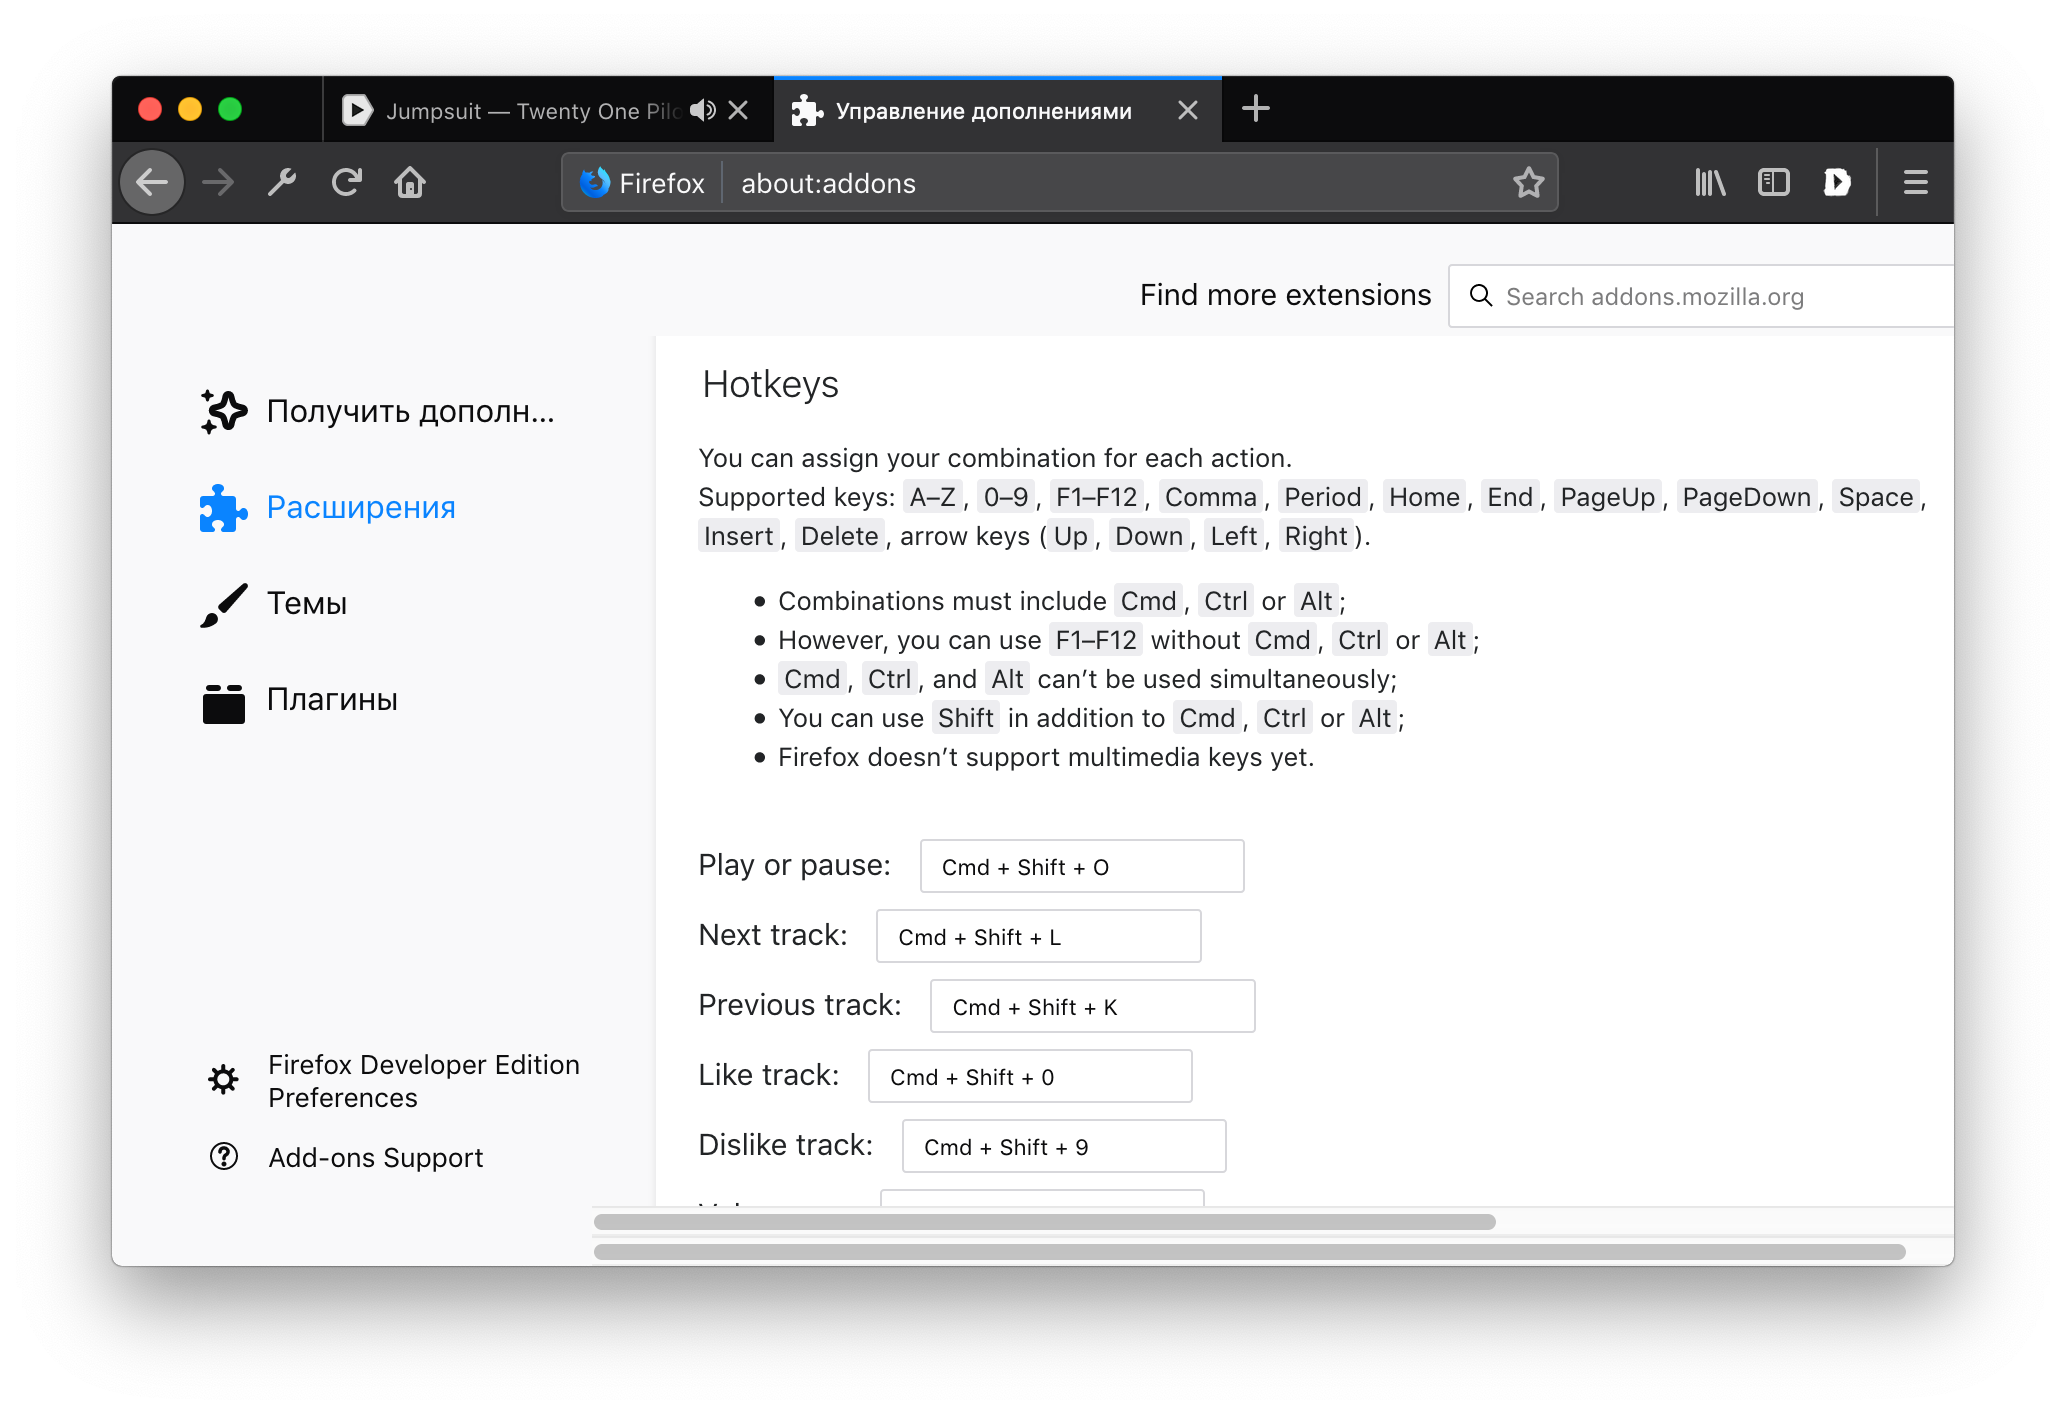 Jumpsuit — Twenty One Pilo
Управление дополнениями
Firefox
about:addons
Find more extensions
Search addons.mozilla.org
Получить дополн...
Расширения
Темы
Плагины
Firefox Developer Edition
Preferences
Add-ons Support
Hotkeys
You can assign your combination for each action.
Supported keys: A–Z, 0–9, F1–F12, Comma, Period, Home, End, PageUp, PageDown, Space,
Insert, Delete, arrow keys (Up, Down, Left, Right).
• Combinations must include Cmd, Ctrl or Alt;
• However, you can use F1–F12 without Cmd, Ctrl or Alt;
• Cmd, Ctrl, and Alt can’t be used simultaneously;
• You can use Shift in addition to Cmd, Ctrl or Alt;
• Firefox doesn’t support multimedia keys yet.
Play or pause: Cmd + Shift + O
Next track: Cmd + Shift + L
Previous track: Cmd + Shift + K
Like track: Cmd + Shift + 0
Dislike track: Cmd + Shift + 9